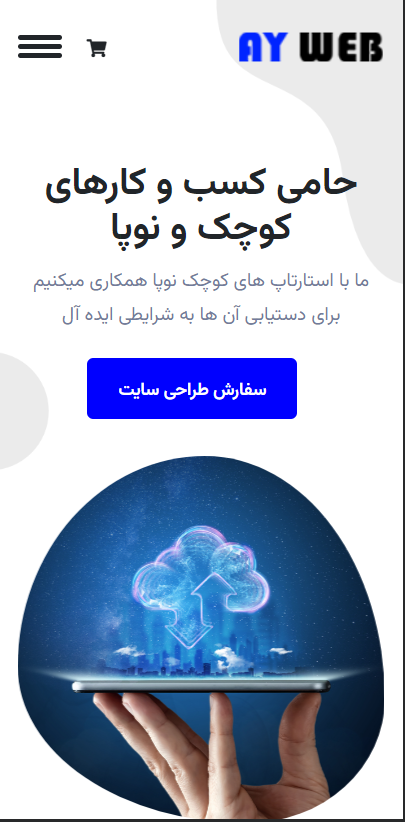 AY WEB
حامی کسب و کارهای
کوچک و نوپا
ما با استارتاپ های کوچک نوپا همکاری میکنیم
برای دستیابی آن ها به شرایطی ایده آل
سفارش طراحی سایت